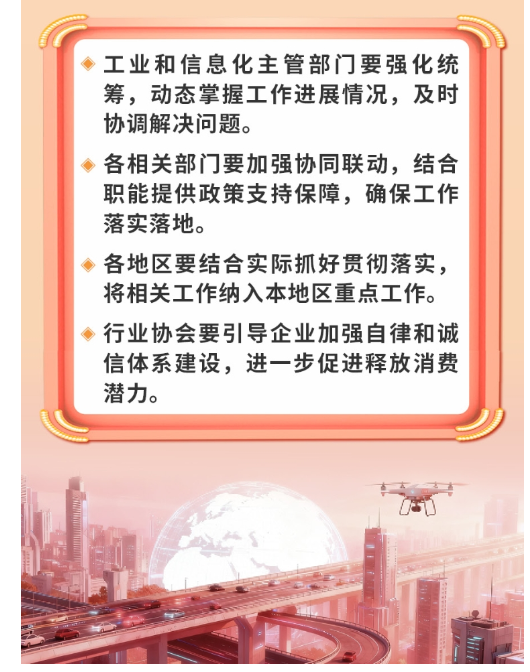 工业和信息化主管部门要强化统
筹，动态掌握工作进展情况，及时
协调解决问题。
各相关部门要加强协同联动，结合
职能提供政策支持保障，确保工作
落实落地。
各地区要结合实际抓好贯彻落实，
将相关工作纳入本地区重点工作。
行业协会要引导企业加强自律和诚
信体系建设，进一步促进释放消费
潜力。